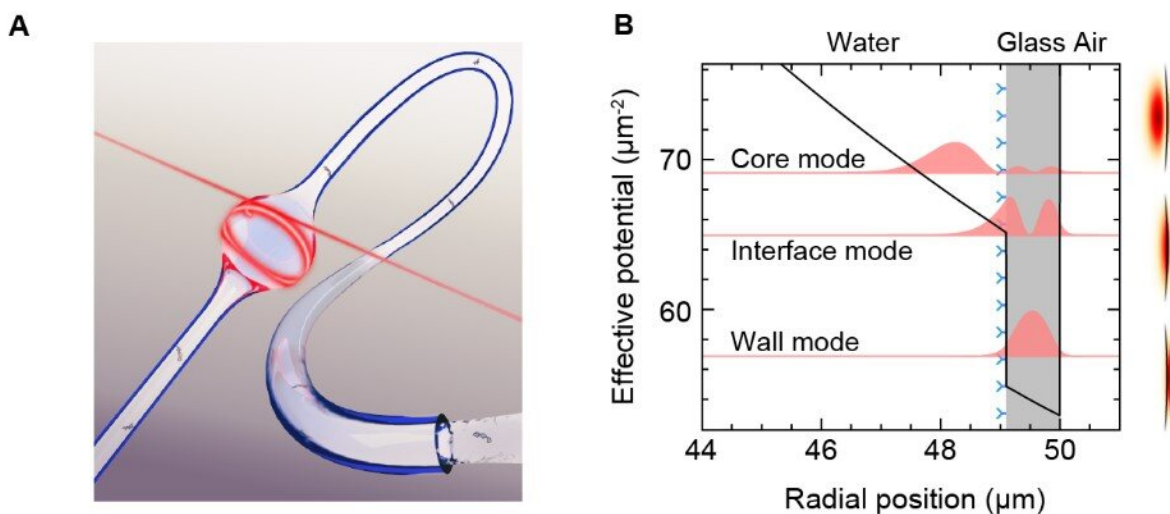 A
B
Water
Glass Air
Effective potential (µm-2)
70
60
Core mode
Interface mode
Wall mode
44
46
48
50
Radial position (µm)